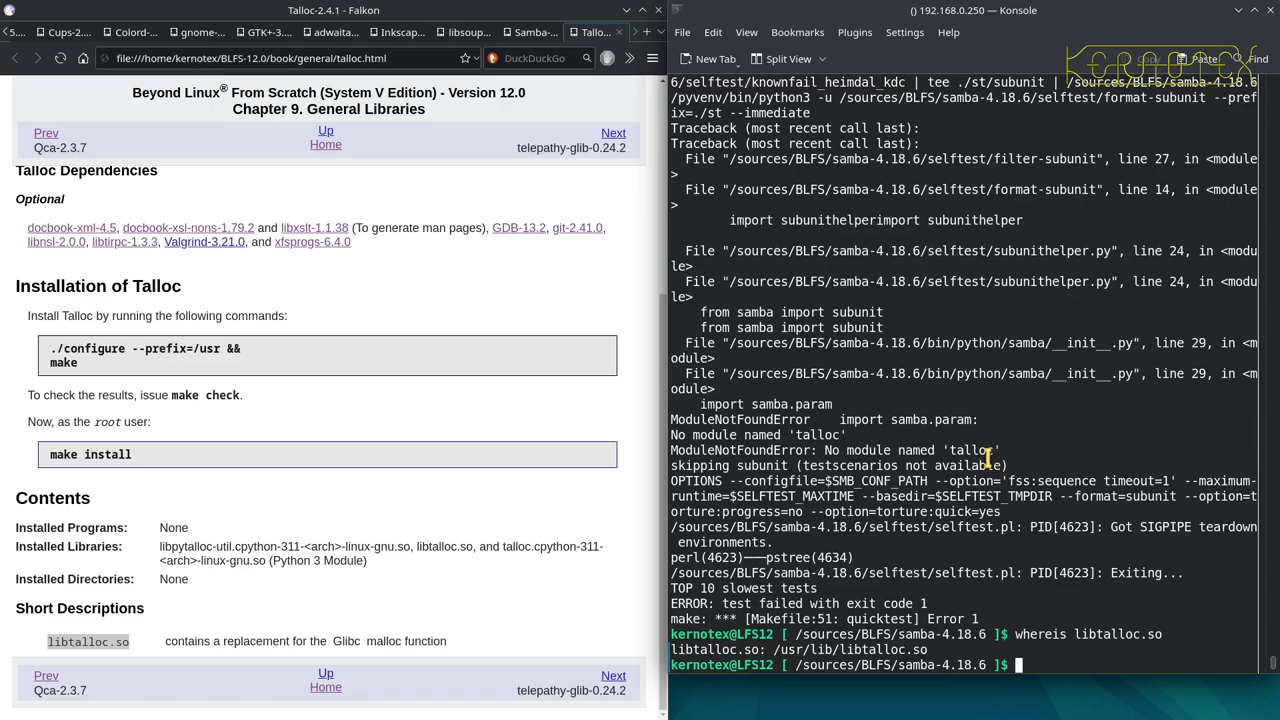 Talloc-2.4.1 - Falkon
5....
Cups-2....
Colord-...
gnome-...
GTK+-3....
adwaita...
Inkscap...
libsoup...
Samba-...
Talloc...
file:///home/kernotex/BLFS-12.0/book/general/talloc.html
DuckDuckGo
Beyond Linux® From Scratch (System V Edition) - Version 12.0
Chapter 9. General Libraries
Prev Up Next
Qca-2.3.7 Home telepathy-glib-0.24.2
Talloc Dependencies
Optional
docbook-xml-4.5, docbook-xsl-nons-1.79.2 and libxslt-1.1.38 (To generate man pages), GDB-13.2, git-2.41.0,
libnsl-2.0.0, libtirpc-1.3.3, Valgrind-3.21.0, and xfsprogs-6.4.0
Installation of Talloc
Install Talloc by running the following commands:
./configure --prefix=/usr &&
make
To check the results, issue make check.
Now, as the root user:
make install
Contents
Installed Programs: None
Installed Libraries: libpytalloc-util.cpython-311-<arch>-linux-gnu.so, libtalloc.so, and talloc.cpython-311-
<arch>-linux-gnu.so (Python 3 Module)
Installed Directories: None
Short Descriptions
libtalloc.so contains a replacement for the Glibc malloc function
Prev Up Next
Qca-2.3.7 Home telepathy-glib-0.24.2
() 192.168.0.250 — Konsole
File Edit View Bookmarks Plugins Settings Help
New Tab Split View Copy Paste Find
KERNOTEX
6/selftest/knownfail_heimdal_kdc | tee ./st/subunit | /sources/BLFS/samba-4.18.6
/pyvenv/bin/python3 -u /sources/BLFS/samba-4.18.6/selftest/format-subunit --pref
ix=./st --immediate
Traceback (most recent call last):
Traceback (most recent call last):
  File "/sources/BLFS/samba-4.18.6/selftest/filter-subunit", line 27, in <module
>
  File "/sources/BLFS/samba-4.18.6/selftest/format-subunit", line 14, in <module
>
        import subunithelperimport subunithelper
  File "/sources/BLFS/samba-4.18.6/selftest/subunithelper.py", line 24, in <modu
le>
  File "/sources/BLFS/samba-4.18.6/selftest/subunithelper.py", line 24, in <modu
le>
    from samba import subunit
    from samba import subunit
  File "/sources/BLFS/samba-4.18.6/bin/python/samba/__init__.py", line 29, in <m
odule>
  File "/sources/BLFS/samba-4.18.6/bin/python/samba/__init__.py", line 29, in <m
odule>
    import samba.param
ModuleNotFoundError    import samba.param:
No module named 'talloc'
ModuleNotFoundError: No module named 'talloc'
skipping subunit (testscenarios not available)
OPTIONS --configfile=$SMB_CONF_PATH --option='fss:sequence timeout=1' --maximum-
runtime=$SELFTEST_MAXTIME --basedir=$SELFTEST_TMPDIR --format=subunit --option=t
orture:progress=no --option=torture:quick=yes
/sources/BLFS/samba-4.18.6/selftest/selftest.pl: PID[4623]: Got SIGPIPE teardown
 environments.
perl(4623)───pstree(4634)
/sources/BLFS/samba-4.18.6/selftest/selftest.pl: PID[4623]: Exiting...
TOP 10 slowest tests
ERROR: test failed with exit code 1
make: *** [Makefile:51: quicktest] Error 1
kernotex@LFS12 [ /sources/BLFS/samba-4.18.6 ]$ whereis libtalloc.so
libtalloc.so: /usr/lib/libtalloc.so
kernotex@LFS12 [ /sources/BLFS/samba-4.18.6 ]$